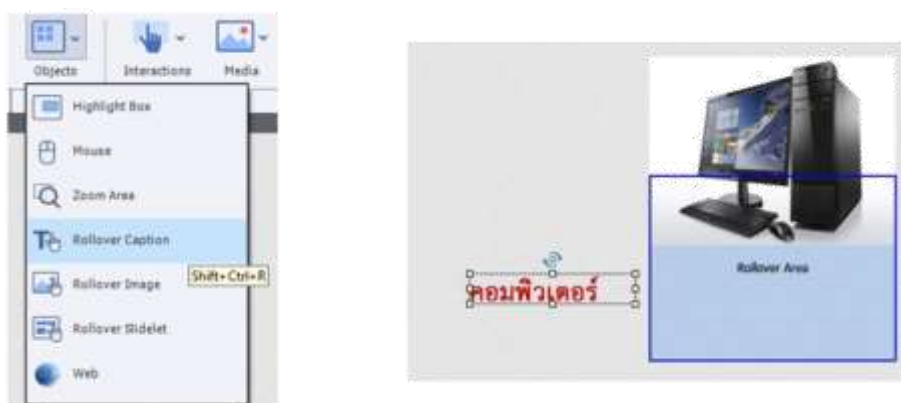 Objects
Interactions
Media
Highlight Box
Mouse
Zoom Area
Rollover Caption
Shift+Ctrl+R
Rollover Image
Rollover Slidelet
Web
Rollover Area
คอมพิวเตอร์